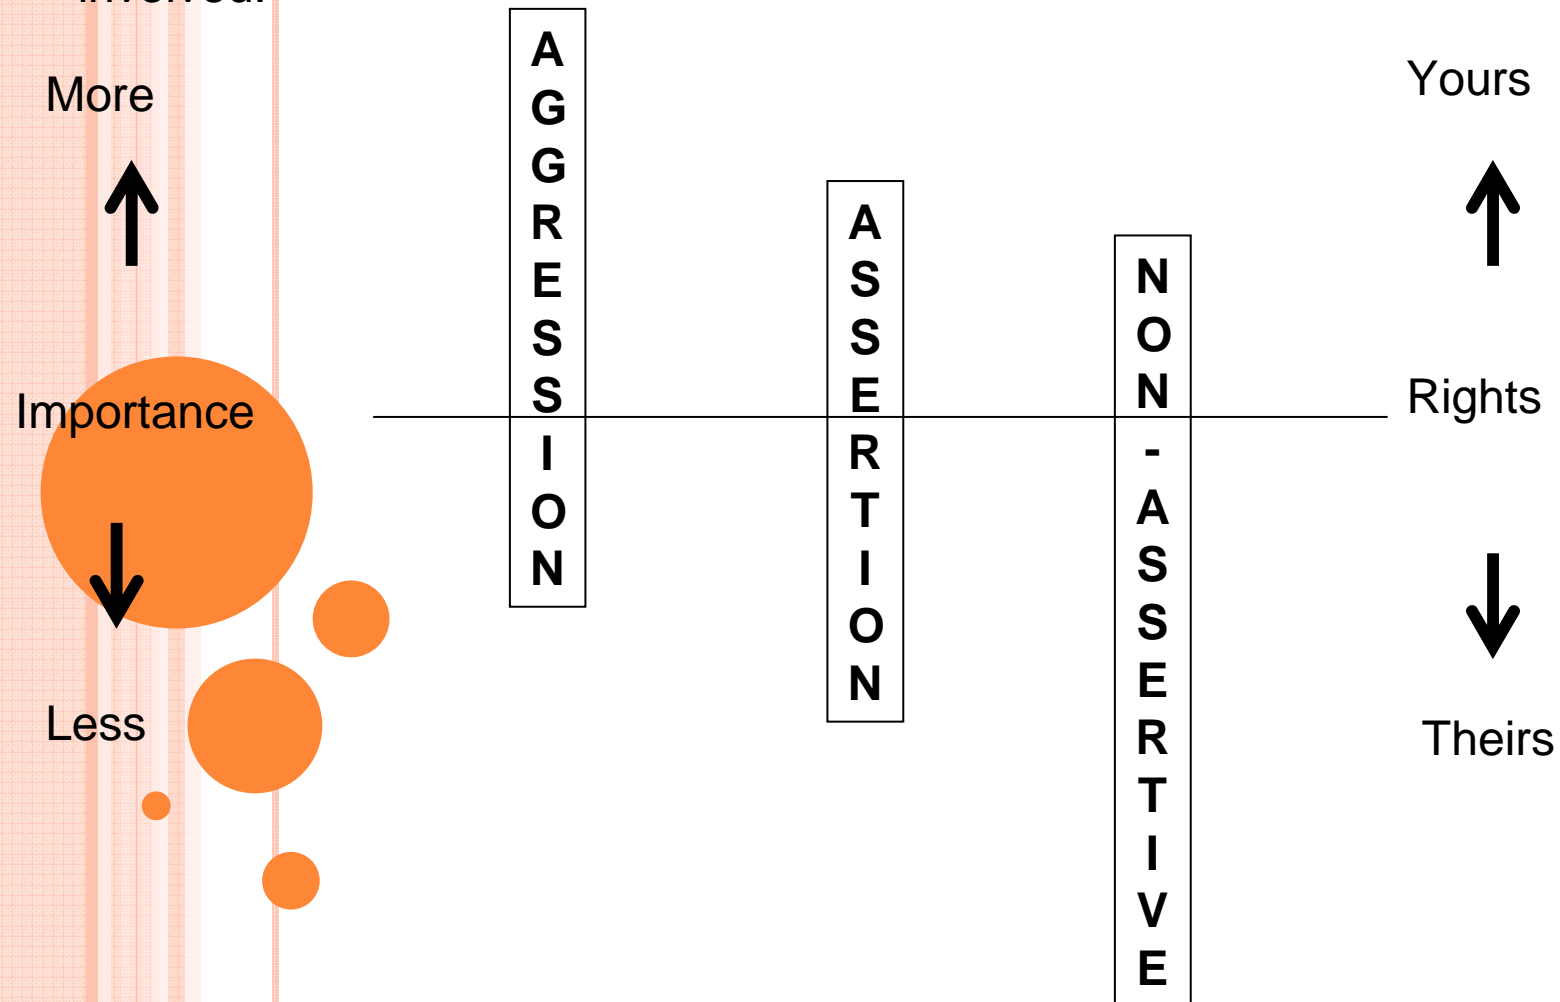 More
Importance
Less
AGGRESSION
ASSERTION
NON-ASSERTIVE
Yours
Rights
Theirs